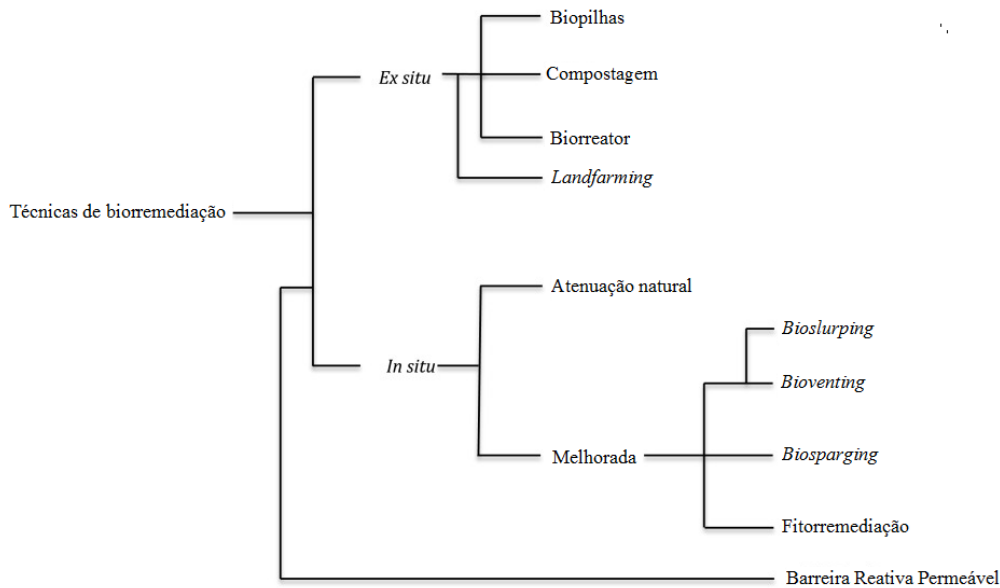 Biopilhas
Ex situ
Compostagem
Biorreator
Landfarming
Técnicas de biorremediação
Atenuação natural
Bioslurping
In situ
Bioventing
Melhorada
Biosparging
Fitorremediação
Barreira Reativa Permeável